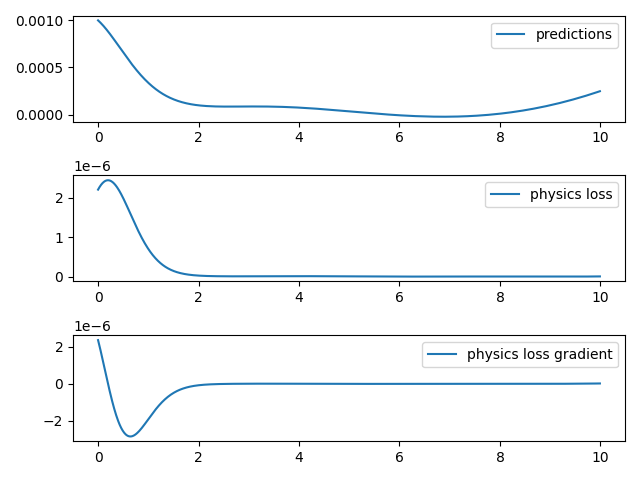 0.0010
0.0005
0.0000
predictions
0 2 4 6 8 10
1e−6
2
1
0
physics loss
0 2 4 6 8 10
1e−6
2
0
−2
physics loss gradient
0 2 4 6 8 10